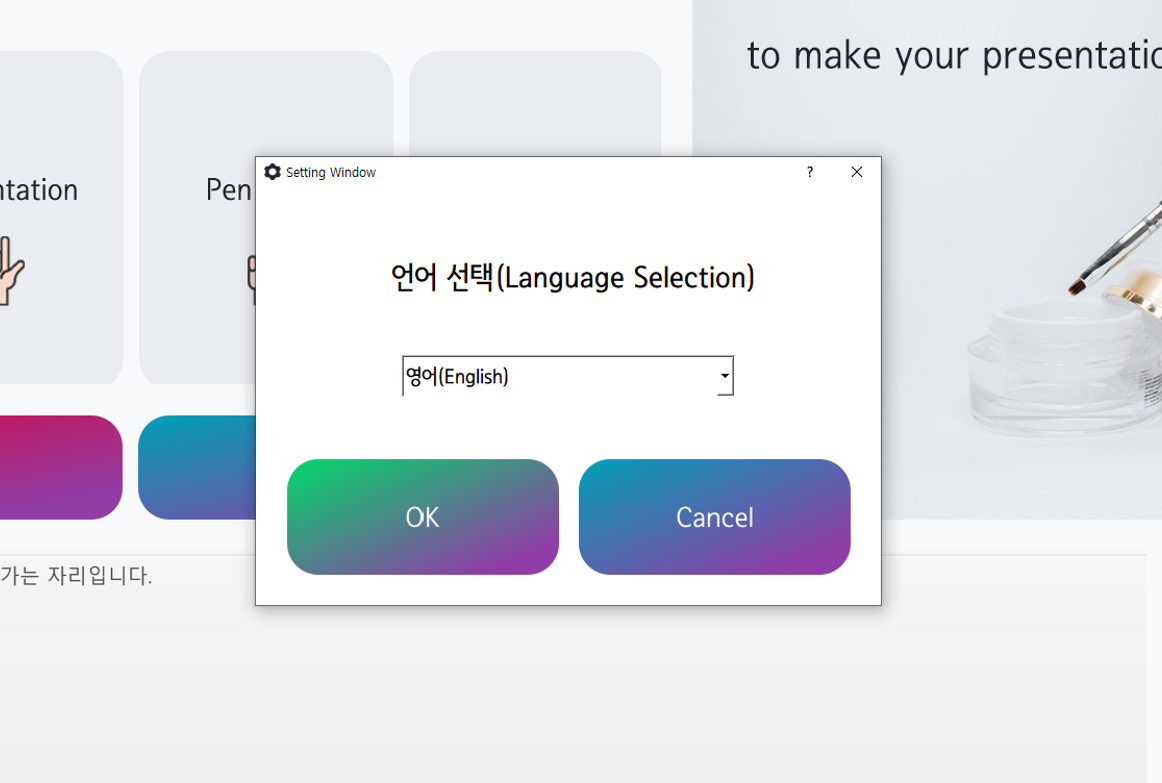 to make your presentatio
ntation
Pen
Setting Window
?
언어 선택(Language Selection)
영어(English)
OK
Cancel
가는 자리입니다.